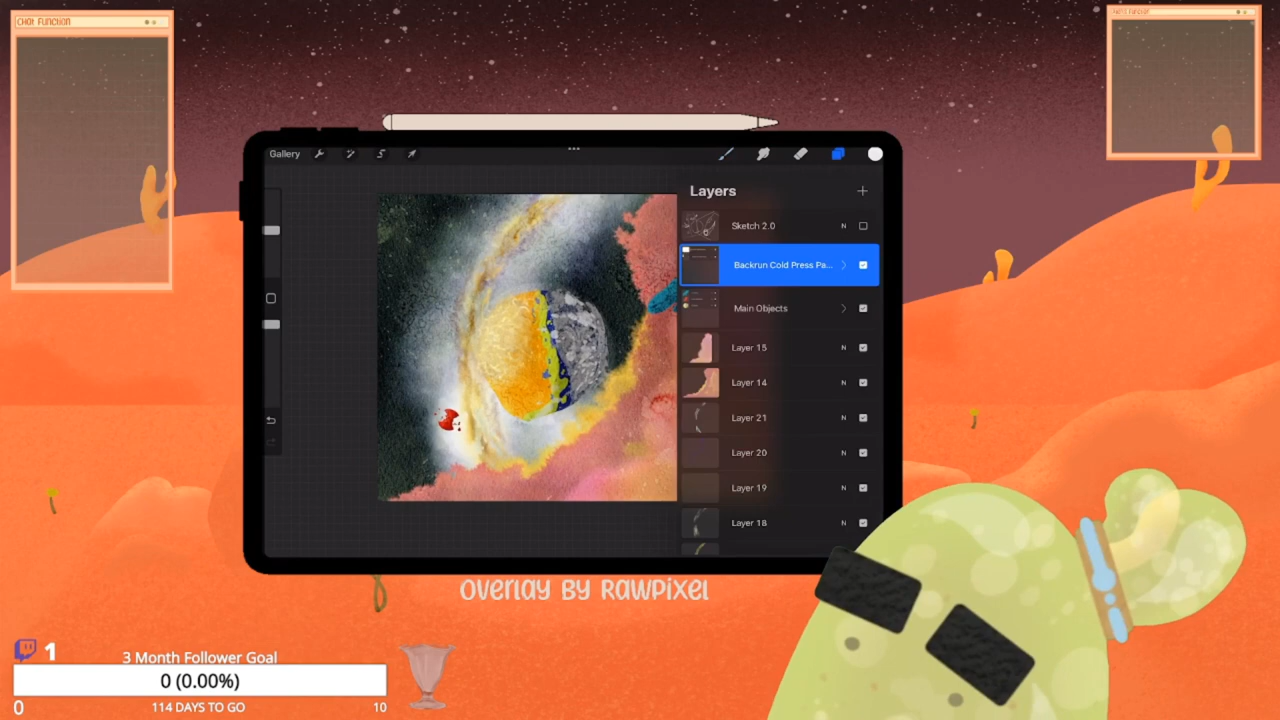 Chat Function
Gallery
Layers
Sketch 2.0 N
Backrun Cold Press Pa...
Main Objects
Layer 15 N
Layer 14 N
Layer 21 N
Layer 20 N
Layer 19 N
Layer 18 N
Overlay by Rawpixel
1
3 Month Follower Goal
0 (0.00%)
0 114 DAYS TO GO 10